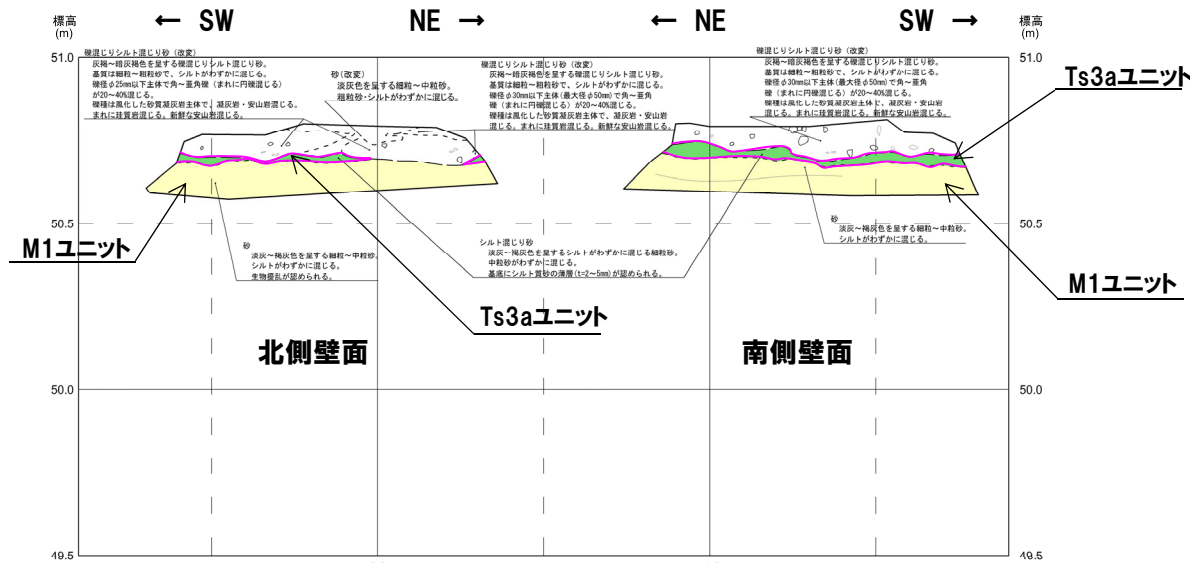 標高
(m)
← SW
NE →
← NE
SW →
標高
(m)
51.0
51.0
礫混じりシルト混じり砂(改変)
灰褐～暗灰褐色を呈する礫混じりシルト混じり砂。
基質は細粒～粗粒砂で、シルトがわずかに混じる。
礫径φ25mm以下主体で角～亜角礫(まれに円礫混じる)
が20～40%混じる。
礫種は風化した砂質凝灰岩主体で、凝灰岩・安山岩混じる。
まれに珪質岩混じる。新鮮な安山岩混じる。
砂(改変)
淡灰色を呈する細粒～中粒砂。
粗粒砂・シルトがわずかに混じる。
礫混じりシルト混じり砂(改変)
灰褐～暗灰褐色を呈する礫混じりシルト混じり砂。
基質は細粒～粗粒砂で、シルトがわずかに混じる。
礫径φ30mm以下主体(最大径φ50mm)で角～亜角
礫(まれに円礫混じる)が20～40%混じる。
礫種は風化した砂質凝灰岩主体で、凝灰岩・安山岩
混じる。まれに珪質岩混じる。新鮮な安山岩混じる。
礫混じりシルト混じり砂(改変)
灰褐～暗灰褐色を呈する礫混じりシルト混じり砂。
基質は細粒～粗粒砂で、シルトがわずかに混じる。
礫径φ30mm以下主体(最大径φ50mm)で角～亜角
礫(まれに円礫混じる)が20～40%混じる。
礫種は風化した砂質凝灰岩主体で、凝灰岩・安山岩
混じる。まれに珪質岩混じる。新鮮な安山岩混じる。
Ts3aユニット
50.5
50.5
M1ユニット
砂
淡灰～褐灰色を呈する細粒～中粒砂。
シルトがわずかに混じる。
生物擾乱が認められる。
シルト混じり砂
淡灰～褐灰色を呈するシルトがわずかに混じる細粒砂。
中粒砂がわずかに混じる。
基底にシルト質砂の薄層(t=2～5mm)が認められる。
砂
淡灰～褐灰色を呈する細粒～中粒砂。
シルトがわずかに混じる。
M1ユニット
Ts3aユニット
北側壁面
南側壁面
50.0
50.0
49.5
49.5